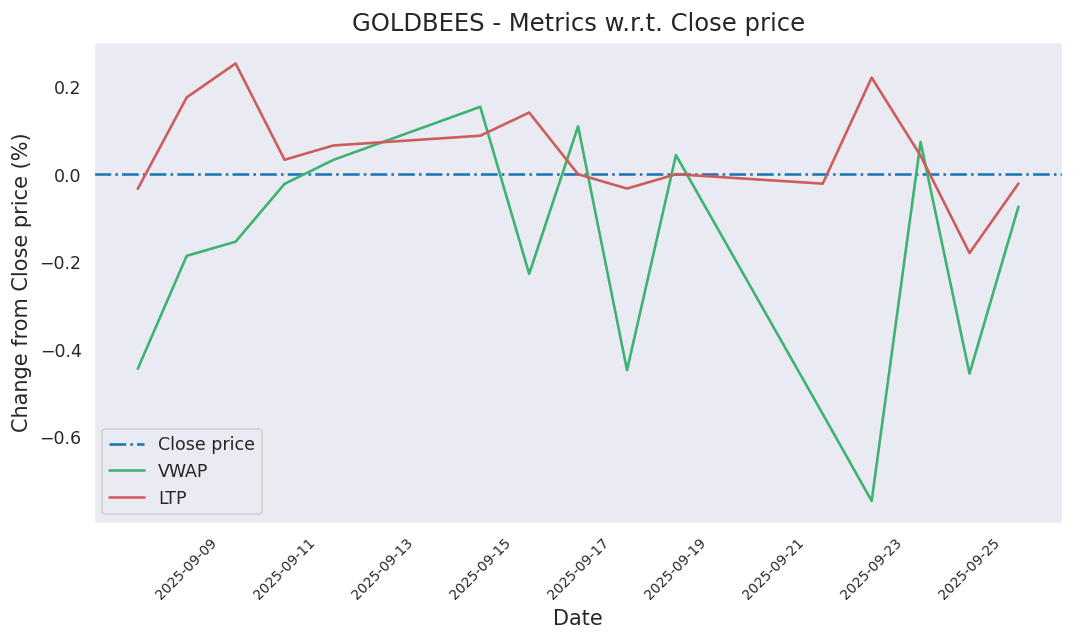 GOLDBEES - Metrics w.r.t. Close price
Change from Close price (%)
0.2
0.0
−0.2
−0.4
−0.6
Close price
VWAP
LTP
2025-09-09
2025-09-11
2025-09-13
2025-09-15
2025-09-17
2025-09-19
2025-09-21
2025-09-23
2025-09-25
Date